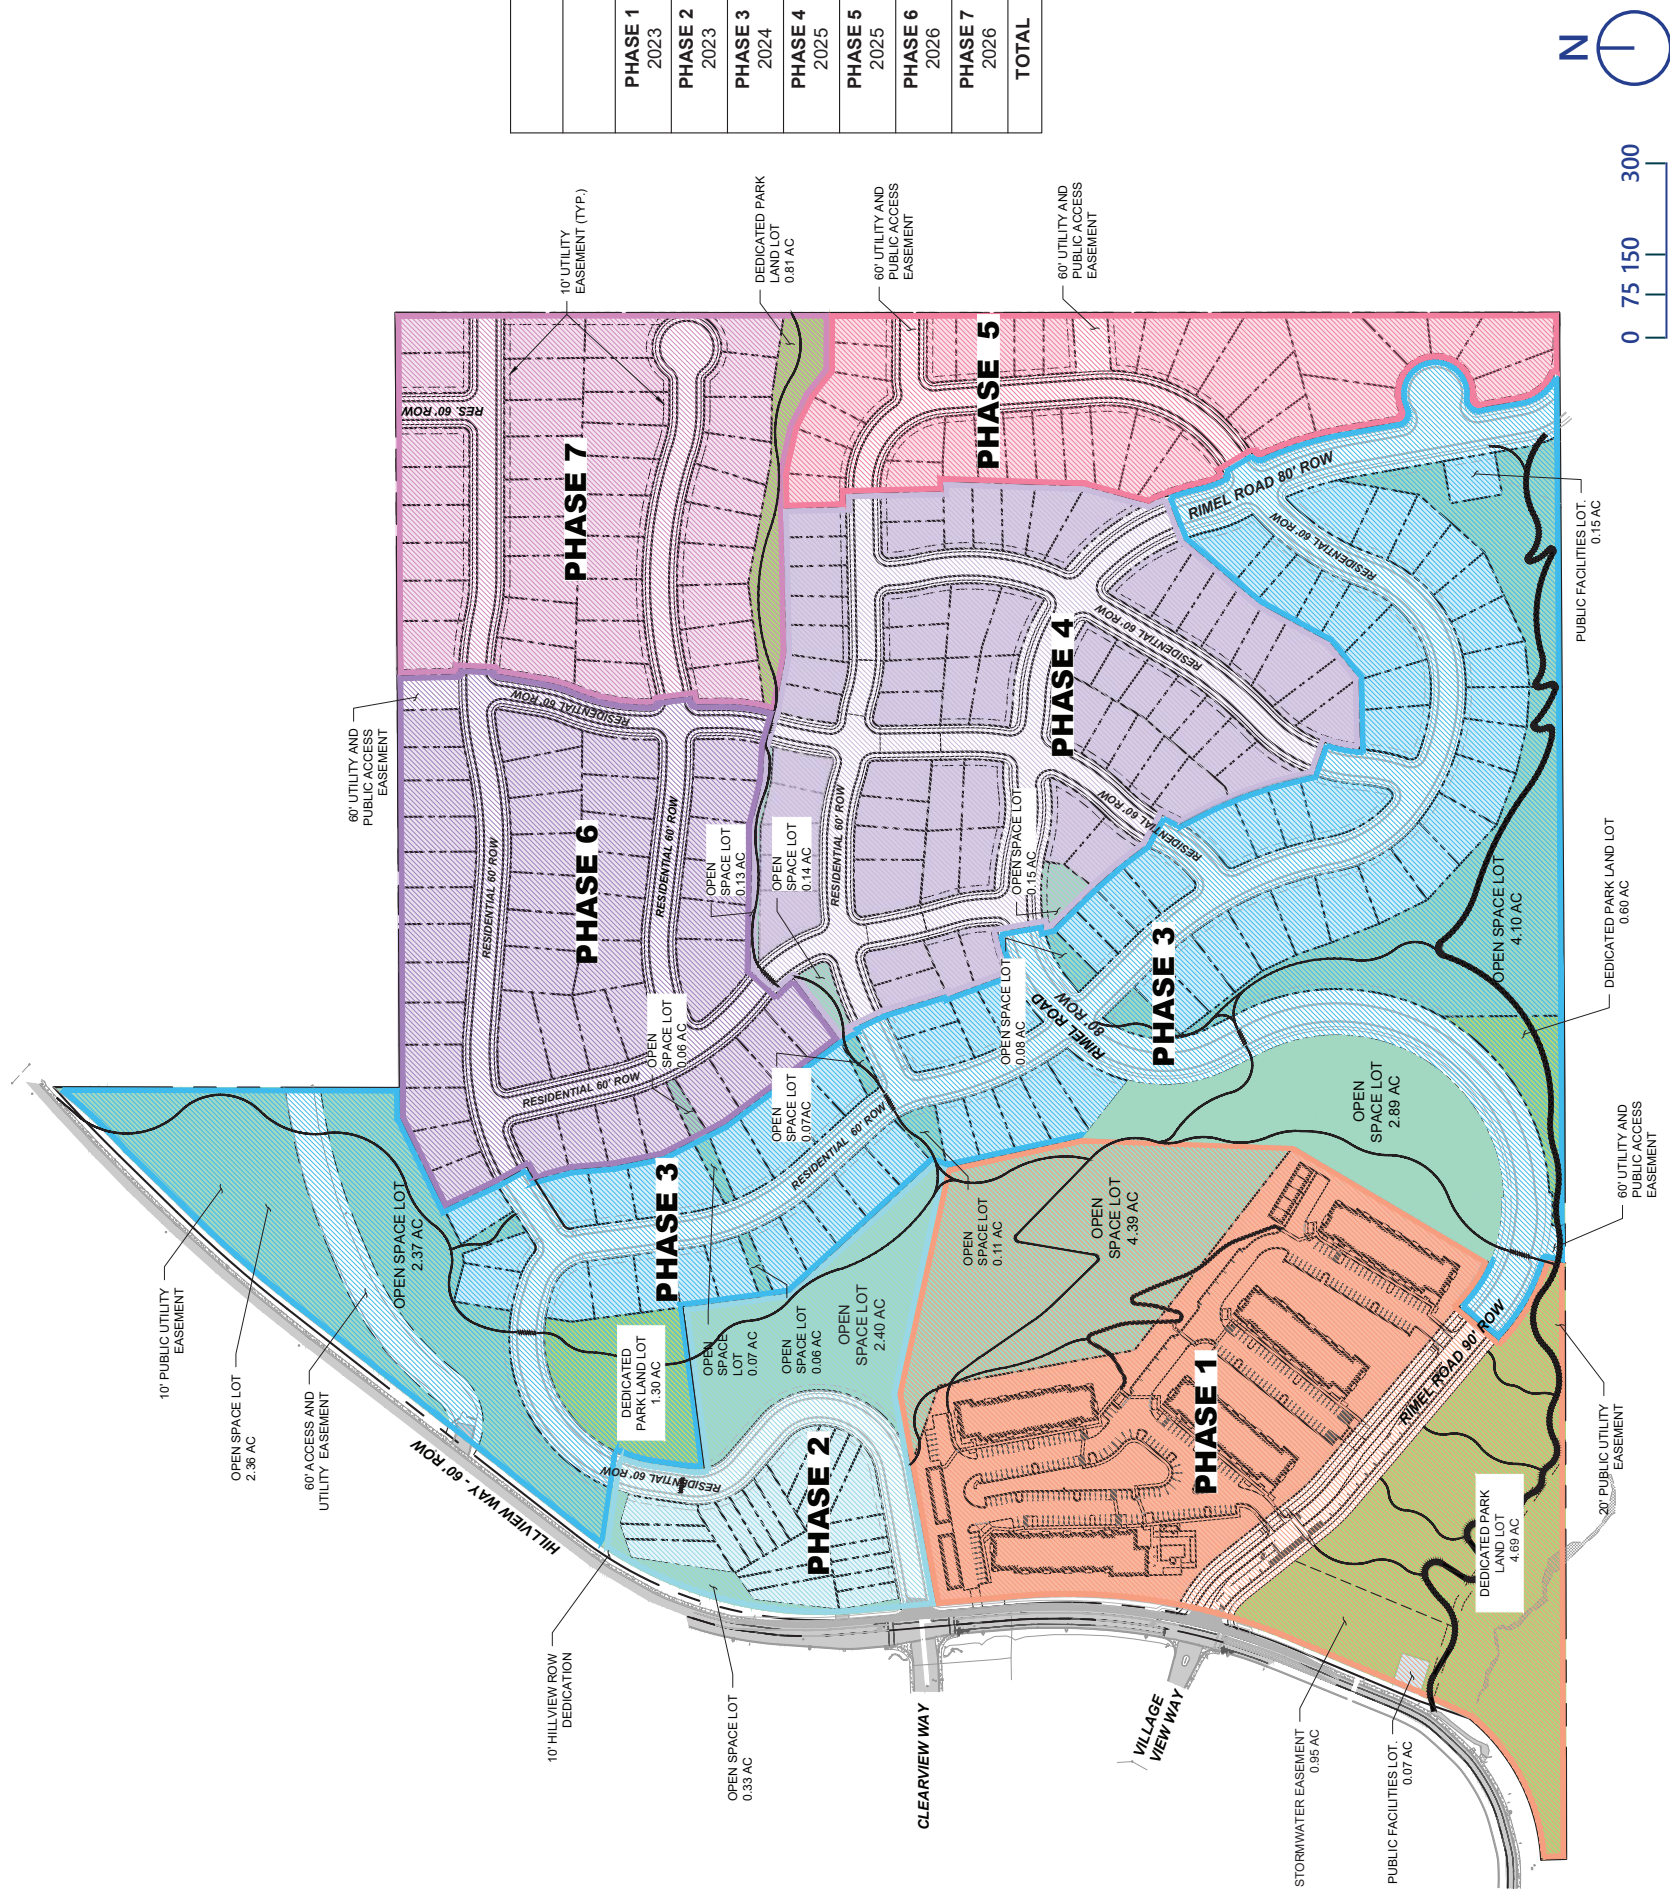 PHASE 1
2023
PHASE 2
2023
PHASE 3
2024
PHASE 4
2025
PHASE 5
2025
PHASE 6
2026
PHASE 7
2026
TOTAL
N
0 75 150 300
10' UTILITY
EASEMENT (TYP.)
DEDICATED PARK
LAND LOT
0.81 AC
60' UTILITY AND
PUBLIC ACCESS
EASEMENT
60' UTILITY AND
PUBLIC ACCESS
EASEMENT
RES. 60' ROW
PHASE 7
PHASE 5
RIMEL ROAD 80' ROW
RESIDENTIAL 60' ROW
PUBLIC FACILITIES LOT.
0.15 AC
60' UTILITY AND
PUBLIC ACCESS
EASEMENT
RESIDENTIAL 60' ROW
RESIDENTIAL 60' ROW
PHASE 6
RESIDENTIAL 60' ROW
OPEN
SPACE LOT
0.13 AC
OPEN
SPACE LOT
0.14 AC
RESIDENTIAL 60' ROW
PHASE 4
RESIDENTIAL 60' ROW
OPEN SPACE LOT
0.15 AC
RESIDENTIAL 60' ROW
OPEN SPACE LOT
4.10 AC
DEDICATED PARK LAND LOT
0.60 AC
RESIDENTIAL 60' ROW
OPEN
SPACE LOT
0.06 AC
OPEN
SPACE LOT
0.07AC
OPEN SPACE LOT
0.08 AC
RIMEL ROAD
80' ROW
PHASE 3
OPEN
SPACE LOT
2.89 AC
60' UTILITY AND
PUBLIC ACCESS
EASEMENT
10' PUBLIC UTILITY
EASEMENT
OPEN SPACE LOT
2.36 AC
60' ACCESS AND
UTILITY EASEMENT
OPEN SPACE LOT
2.37 AC
PHASE 3
RESIDENTIAL 60' ROW
OPEN
SPACE LOT
0.11 AC
OPEN
SPACE LOT
4.39 AC
HILLVIEW WAY - 60' ROW
DEDICATED
PARK LAND LOT
1.30 AC
OPEN
SPACE
LOT
0.07 AC
OPEN
SPACE LOT
0.06 AC
OPEN
SPACE LOT
2.40 AC
RESIDENTIAL 60' ROW
PHASE 2
PHASE 1
RIMEL ROAD 90' ROW
20' PUBLIC UTILITY
EASEMENT
DEDICATED PARK
LAND LOT
4.69 AC
10' HILLVIEW ROW
DEDICATION
OPEN SPACE LOT
0.33 AC
CLEARVIEW WAY
VILLAGE
VIEW WAY
STORMWATER EASEMENT
0.95 AC
PUBLIC FACILITIES LOT.
0.07 AC